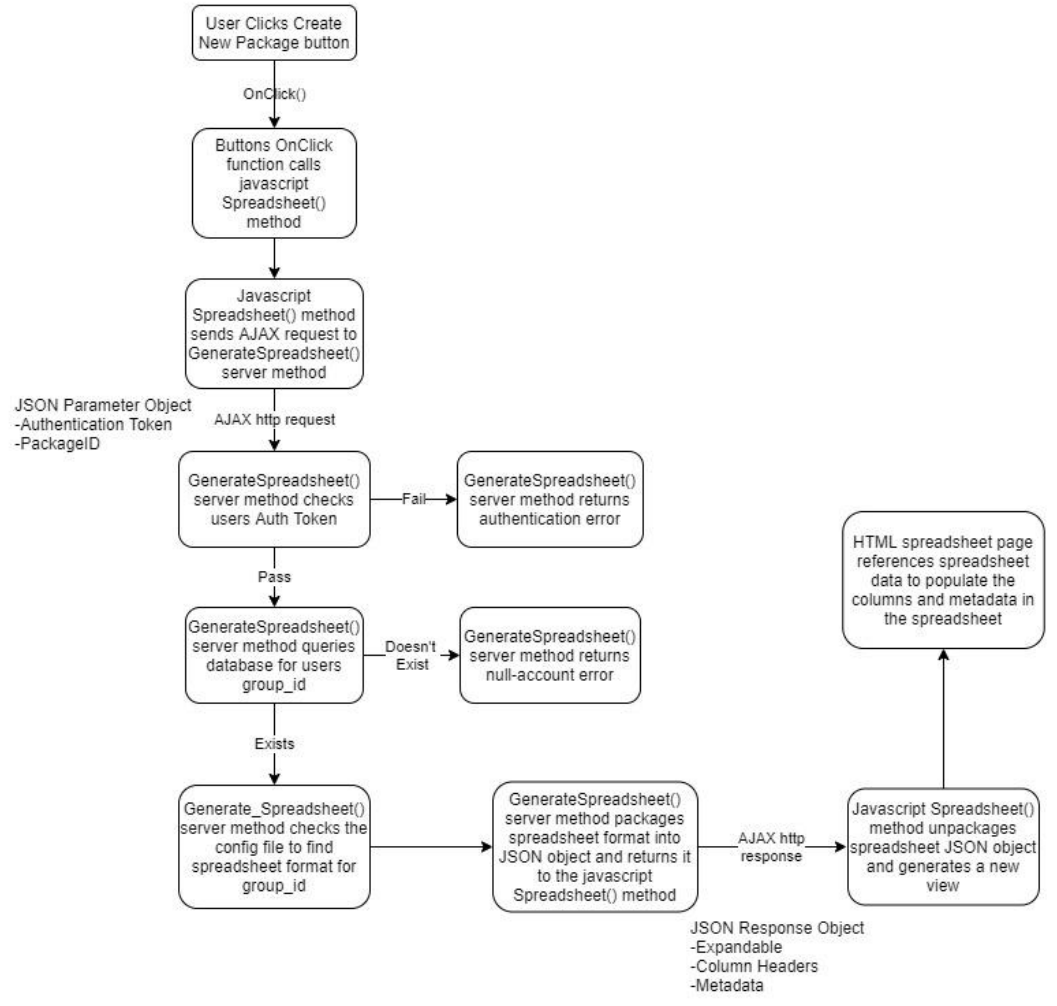 User Clicks Create
New Package button
OnClick()
Buttons OnClick
function calls
javascript
Spreadsheet()
method
Javascript
Spreadsheet() method
sends AJAX request to
GenerateSpreadsheet()
server method
JSON Parameter Object
-Authentication Token
-PackageID
AJAX http request
GenerateSpreadsheet()
server method checks
users Auth Token
Fail
GenerateSpreadsheet()
server method returns
authentication error
Pass
GenerateSpreadsheet()
server method queries
database for users
group_id
Doesn't
Exist
GenerateSpreadsheet()
server method returns
null-account error
Exists
Generate_Spreadsheet()
server method checks the
config file to find
spreadsheet format for
group_id
GenerateSpreadsheet()
server method packages
spreadsheet format into
JSON object and returns it
to the javascript
Spreadsheet() method
AJAX http
response
JSON Response Object
-Expandable
-Column Headers
-Metadata
Javascript Spreadsheet()
method unpackages
spreadsheet JSON object
and generates a new
view
HTML spreadsheet page
references spreadsheet
data to populate the
columns and metadata in
the spreadsheet